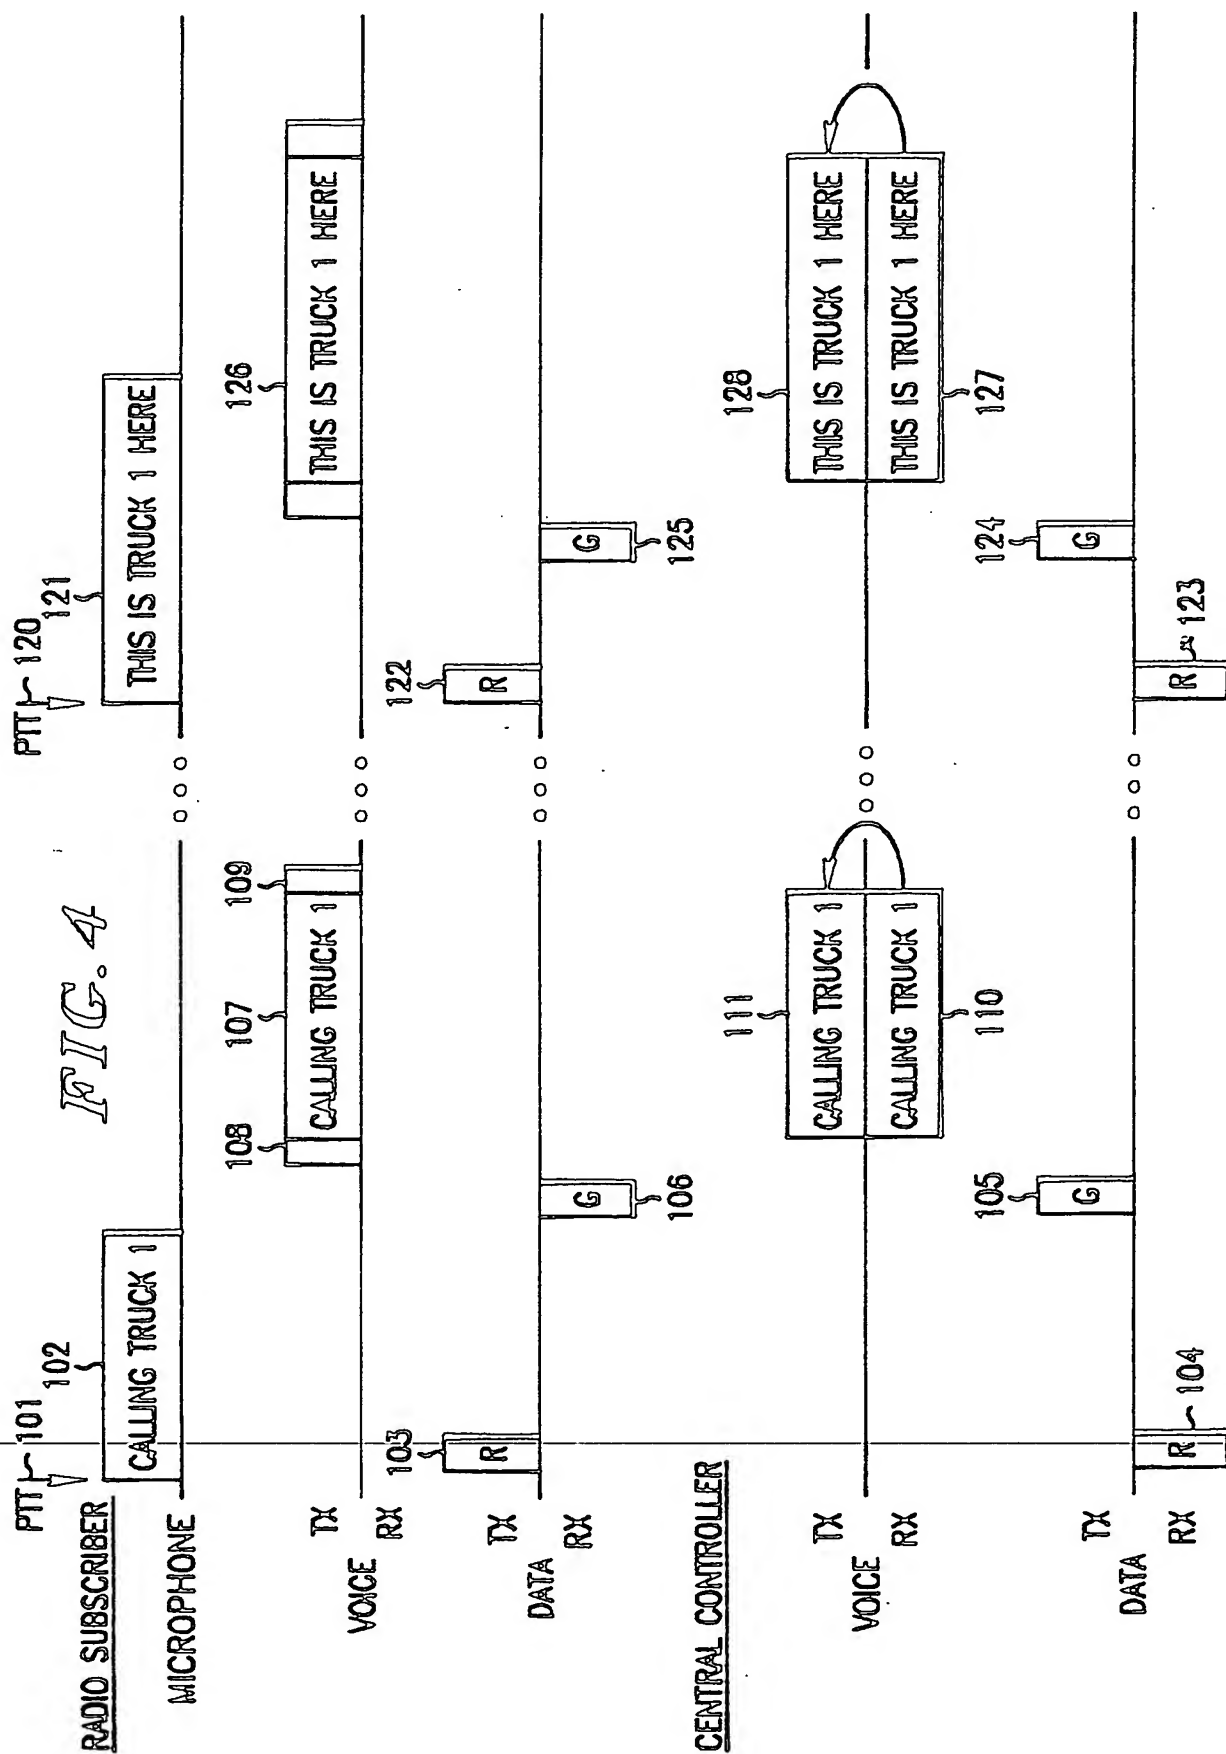 FIG. 4
RADIO SUBSCRIBER
PTT 101
102
CALLING TRUCK 1
PTT 120
121
THIS IS TRUCK 1 HERE
MICROPHONE
108
107
109
CALLING TRUCK 1
126
THIS IS TRUCK 1 HERE
TX
VOICE
RX
103
R
122
R
TX
DATA
RX
G
106
G
125
CENTRAL CONTROLLER
111
CALLING TRUCK 1
128
THIS IS TRUCK 1 HERE
TX
VOICE
RX
CALLING TRUCK 1
110
THIS IS TRUCK 1 HERE
127
105
G
124
G
TX
DATA
RX
R
104
R
123